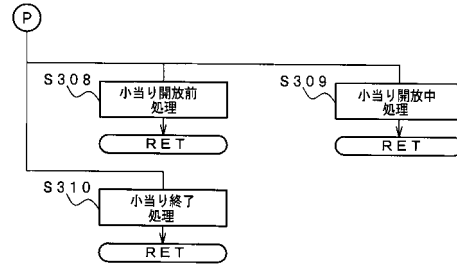 P
S308
小当り開放前
処理
RET
S309
小当り開放中
処理
RET
S310
小当り終了
処理
RET